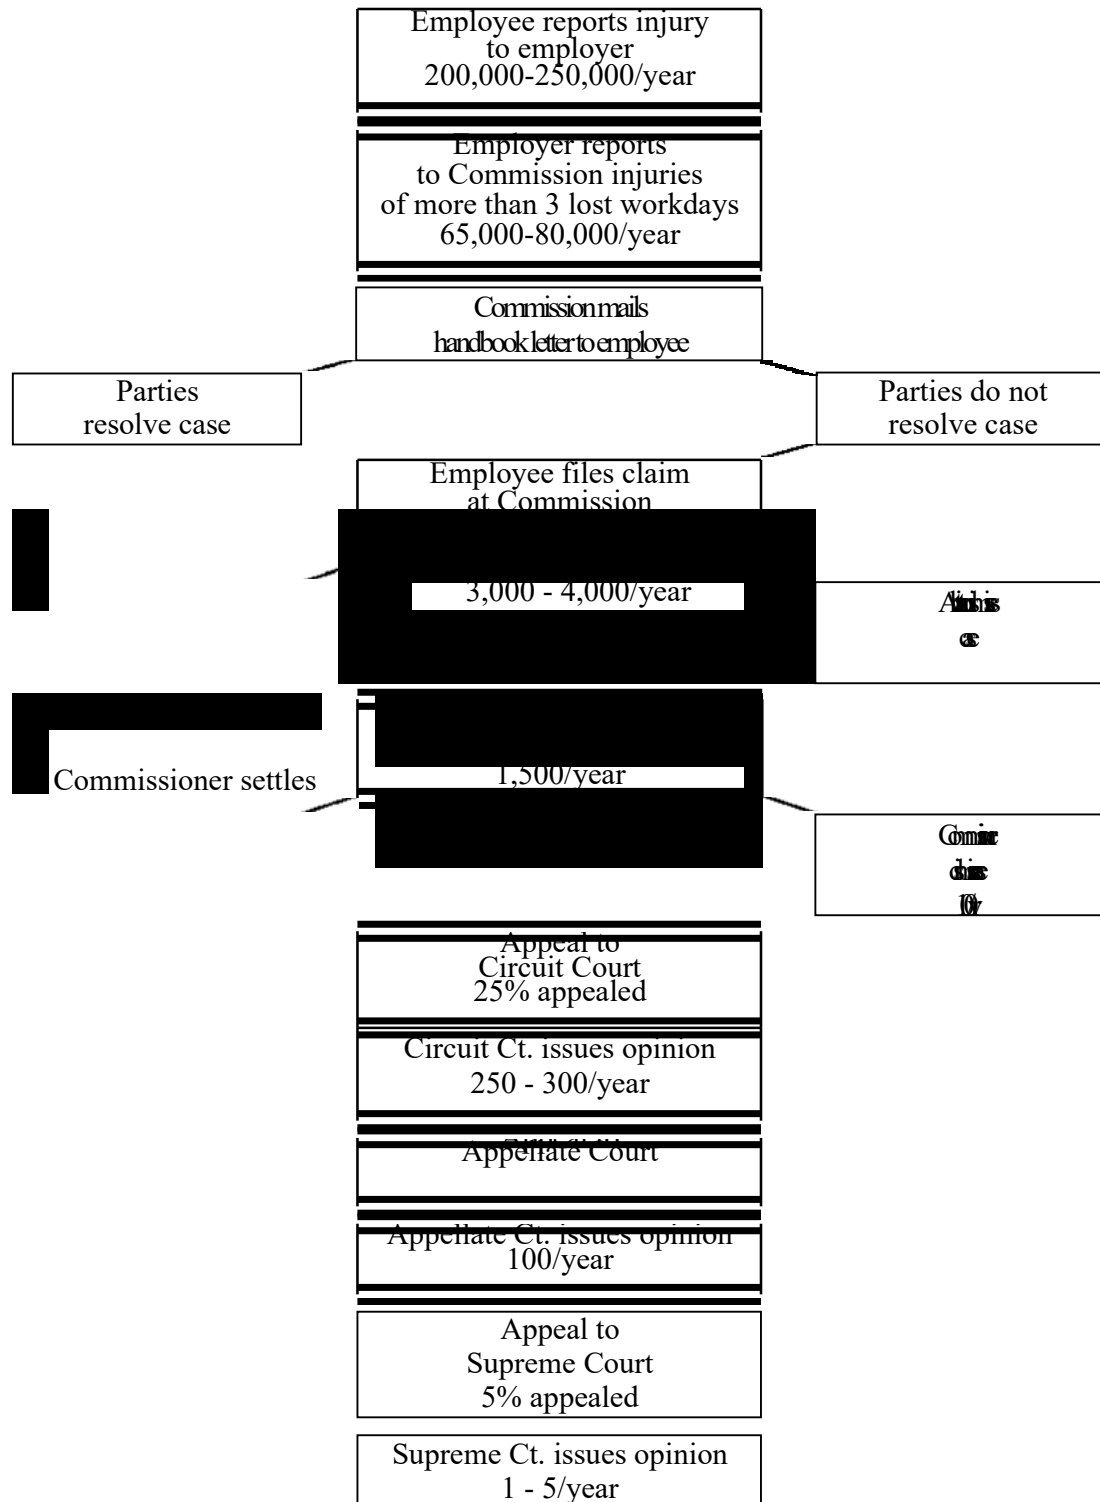 Employee reports injury
to employer
200,000-250,000/year
Employer reports
to Commission injuries
of more than 3 lost workdays
65,000-80,000/year
Commission mails
handbook letter to employee
Parties
resolve case
Parties do not
resolve case
Employee files claim
at Commission
3,000 - 4,000/year
1,500/year
Commissioner settles
Appeal to
Circuit Court
25% appealed
Circuit Ct. issues opinion
250 - 300/year
Appellate Court
Appellate Ct. issues opinion
100/year
Appeal to
Supreme Court
5% appealed
Supreme Ct. issues opinion
1 - 5/year